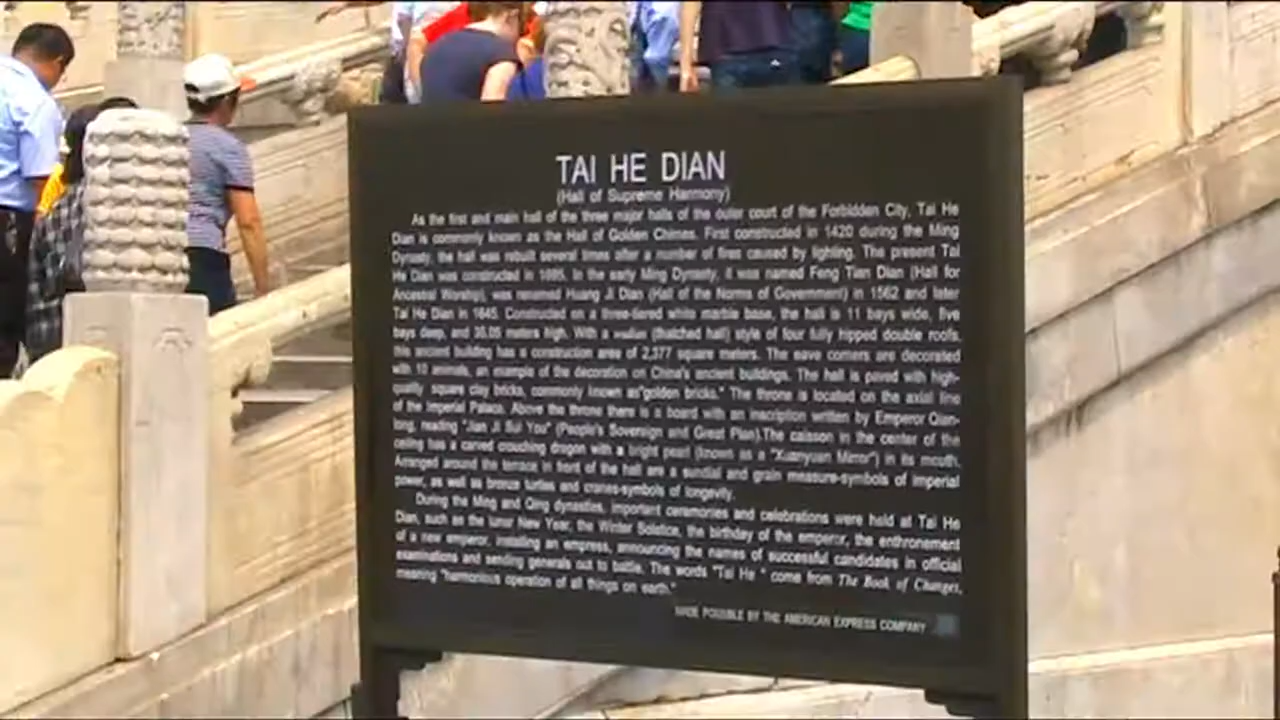 TAI HE DIAN
(Hall of Supreme Harmony)
As the first and main hall of the three major halls of the outer court of the Forbidden City, Tai He
Dian is commonly known as the Hall of Golden Chimes. First constructed in 1420 during the Ming
Dynasty, the hall was rebuilt several times after a number of fires caused by lighting. The present Tai
He Dian was constructed in 1695. In the early Ming Dynasty, it was named Feng Tian Dian (Hall for
Ancestral Worship), was renamed Huang Ji Dian (Hall of the Norms of Government) in 1562 and later
Tai He Dian in 1645. Constructed on a three-tiered white marble base, the hall is 11 bays wide, five
bays deep, and 35.05 meters high. With a wudian (thatched hall) style of four fully hipped double roofs,
this ancient building has a construction area of 2,377 square meters. The eave corners are decorated
with 10 animals, an example of the decoration on China's ancient buildings. The hall is paved with high-
quality square clay bricks, commonly known as"golden bricks." The throne is located on the axial line
of the Imperial Palace. Above the throne there is a board with an inscription written by Emperor Qian-
long, reading "Jian Ji Sui You" (People's Sovereign and Great Plan).The caisson in the center of the
ceiling has a carved crouching dragon with a bright pearl (known as a "Xuanyuan Mirror") in its mouth.
Arranged around the terrace in front of the hall are a sundial and grain measure-symbols of imperial
power, as well as bronze turtles and cranes-symbols of longevity.
During the Ming and Qing dynasties, important ceremonies and celebrations were held at Tai He
Dian, such as the lunar New Year, the Winter Solstice, the birthday of the emperor, the enthronement
of a new emperor, installing an empress, announcing the names of successful candidates in official
examinations and sending generals out to battle. The words "Tai He " come from The Book of Changes,
meaning "harmonious operation of all things on earth."
MADE POSSIBLE BY THE AMERICAN EXPRESS COMPANY